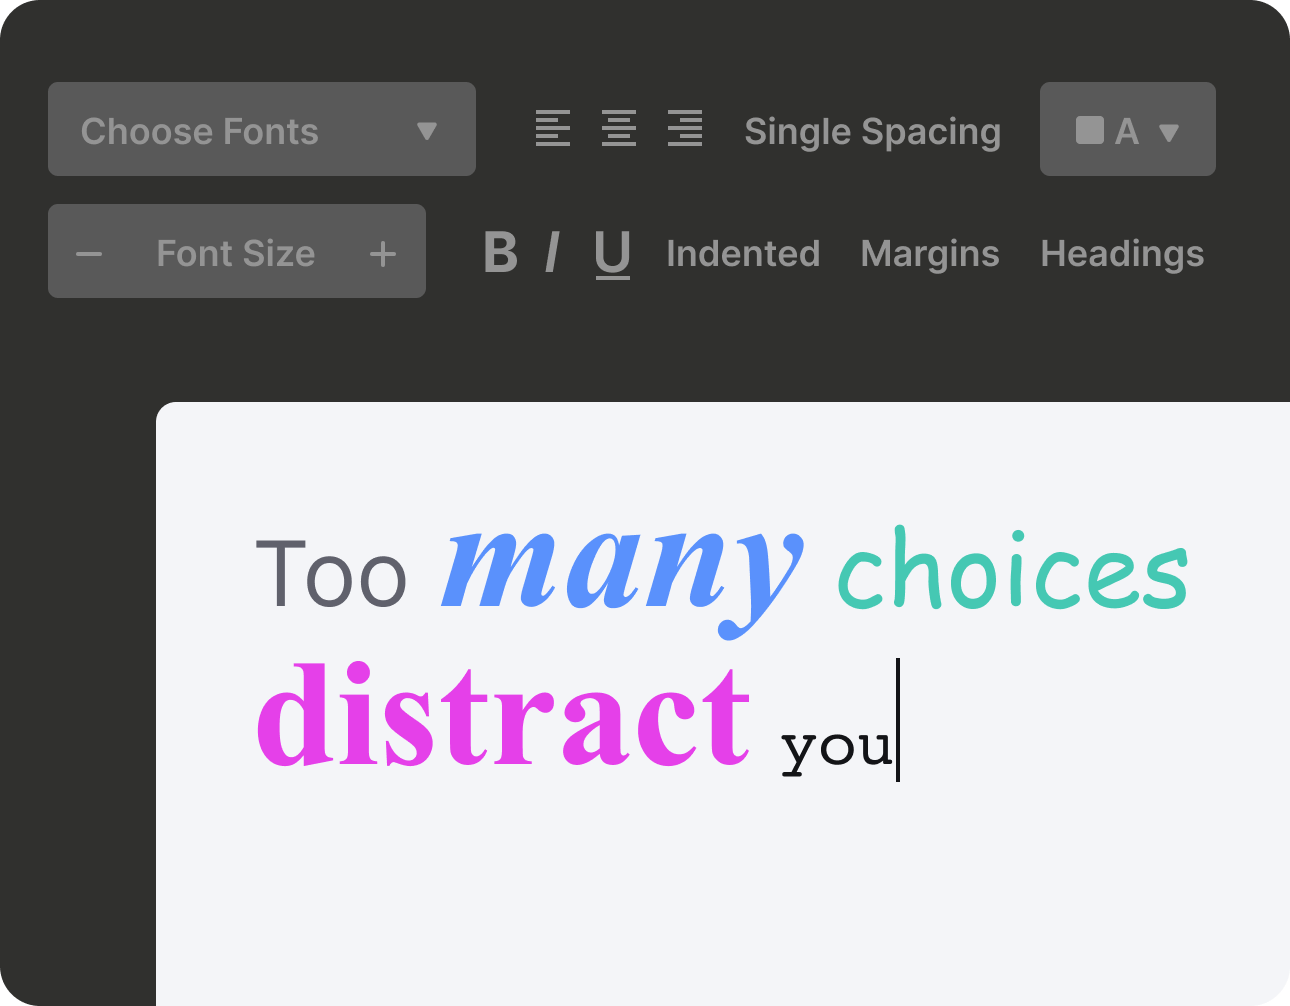 Choose Fonts Single Spacing A
Font Size B I U Indented Margins Headings
Too many choices
distract you